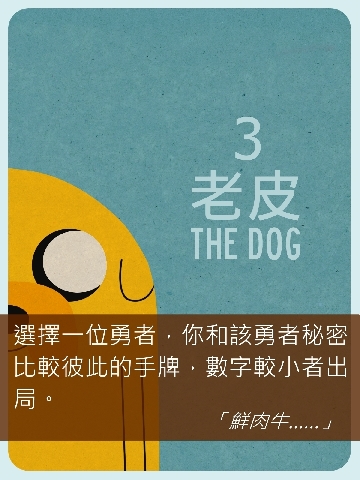 3
老皮
THE DOG
選擇一位勇者，你和該勇者秘密
比較彼此的手牌，數字較小者出
局。
「鮮肉牛......」